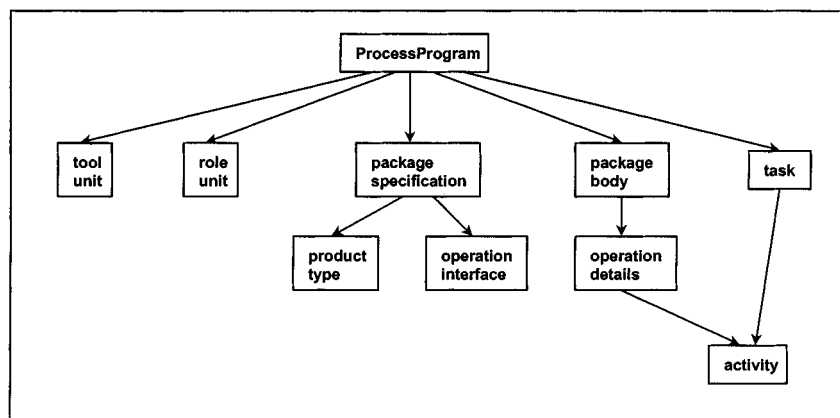 ProcessProgram
tool
unit
role
unit
package
specification
package
body
task
product
type
operation
interface
operation
details
activity